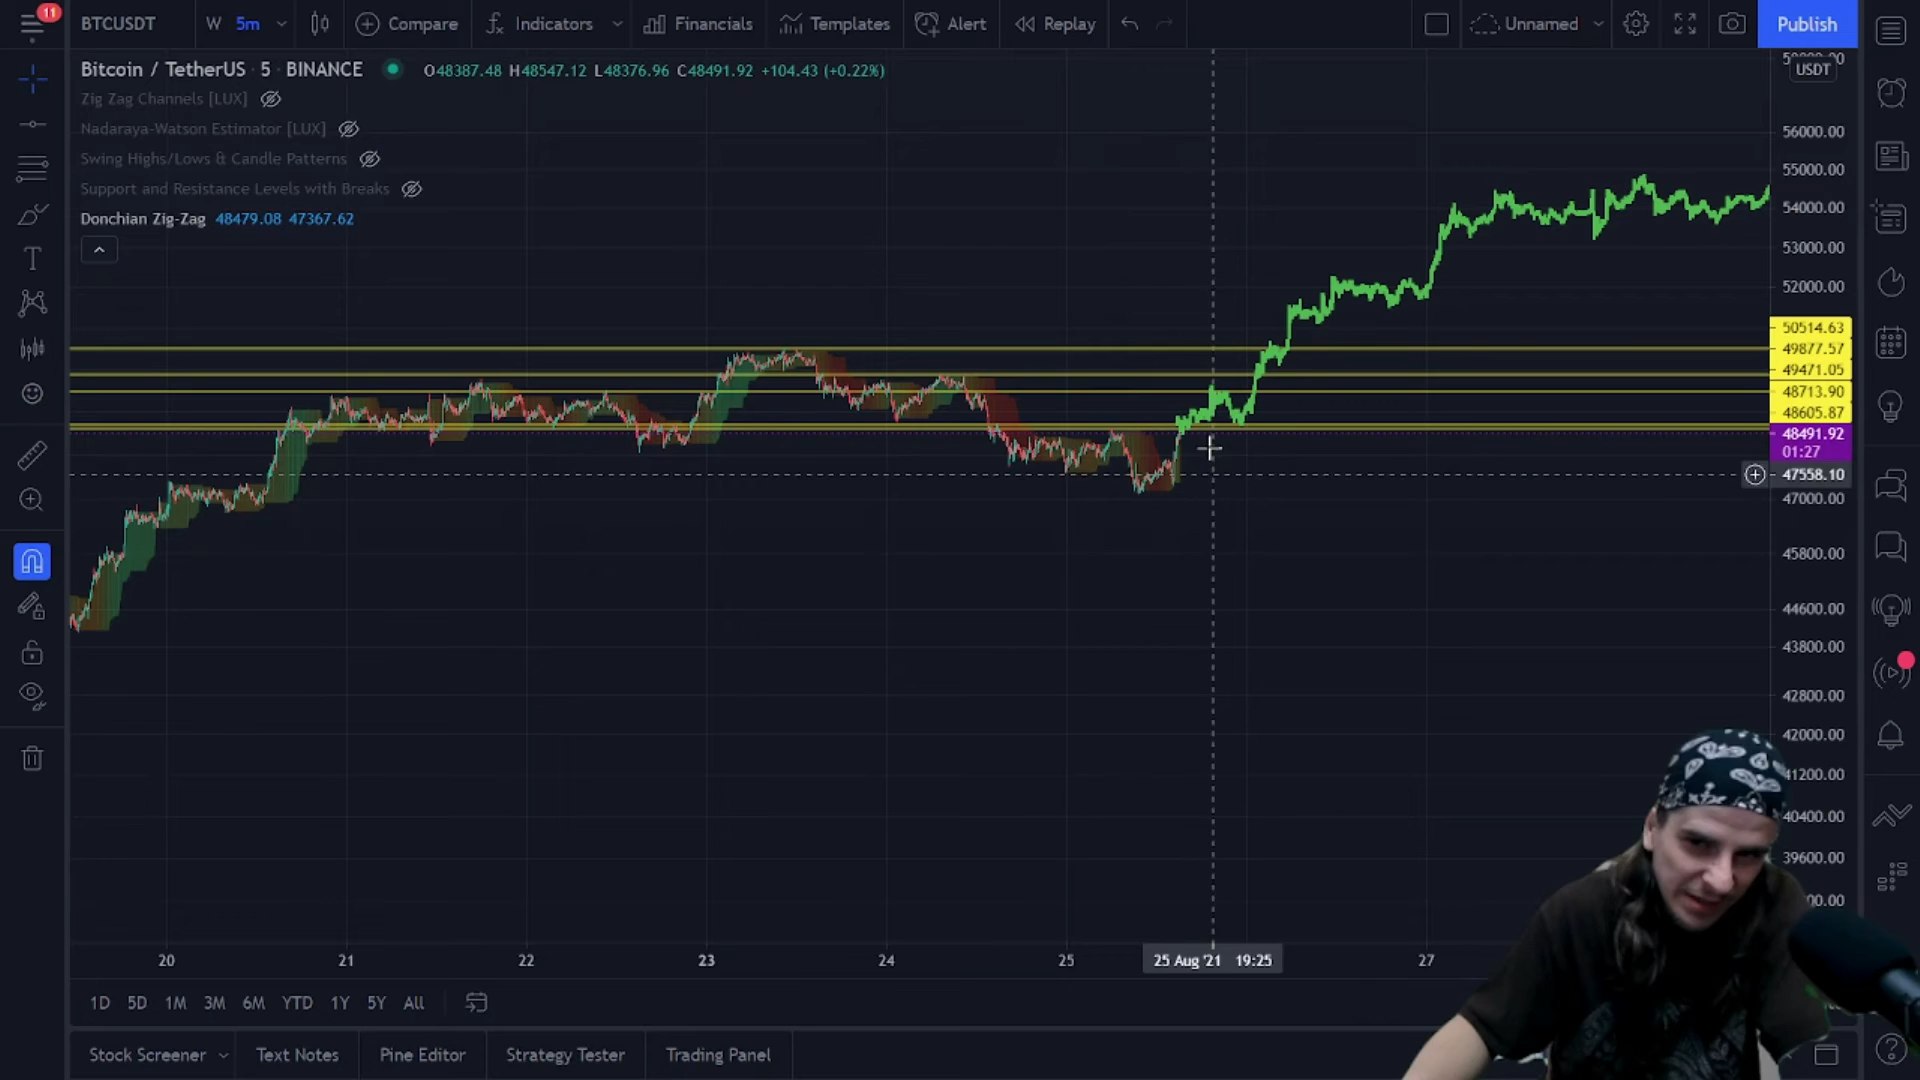 11
BTCUSDT
W 5m
Compare
Indicators
Financials
Templates
Alert
Replay
Unnamed
Publish
Bitcoin / TetherUS · 5 · BINANCE
O48387.48 H48547.12 L48376.96 C48491.92 +104.43 (+0.22%)
Zig Zag Channels [LUX]
Nadaraya-Watson Estimator [LUX]
Swing Highs/Lows & Candle Patterns
Support and Resistance Levels with Breaks
Donchian Zig-Zag 48479.08 47367.62
USDT
56000.00
55000.00
54000.00
53000.00
52000.00
50514.63
49877.57
49471.05
48713.90
48605.87
48491.92
01:27
47558.10
47000.00
45800.00
44600.00
43800.00
42800.00
42000.00
41200.00
40400.00
39600.00
20 21 22 23 24 25 25 Aug '21 19:25 27
1D 5D 1M 3M 6M YTD 1Y 5Y All
Stock Screener
Text Notes
Pine Editor
Strategy Tester
Trading Panel